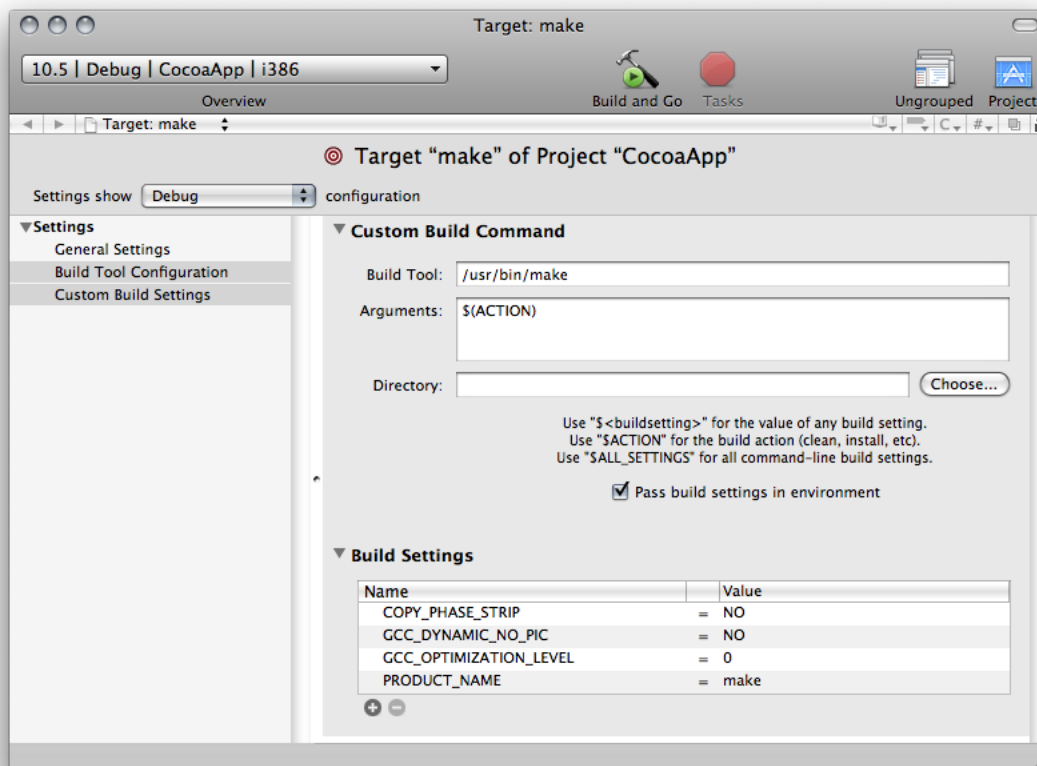 Target: make
10.5 | Debug | CocoaApp | i386
Overview
Build and Go
Tasks
Ungrouped
Project
Target: make
C
#
Target “make” of Project “CocoaApp”
Settings show Debug configuration
Settings
General Settings
Build Tool Configuration
Custom Build Settings
Custom Build Command
Build Tool: /usr/bin/make
Arguments: $(ACTION)
Directory:
Choose...
Use "$<buildsetting>" for the value of any build setting.
Use "$ACTION" for the build action (clean, install, etc).
Use "$ALL_SETTINGS" for all command-line build settings.
Pass build settings in environment
Build Settings
Name Value
COPY_PHASE_STRIP = NO
GCC_DYNAMIC_NO_PIC = NO
GCC_OPTIMIZATION_LEVEL = 0
PRODUCT_NAME = make